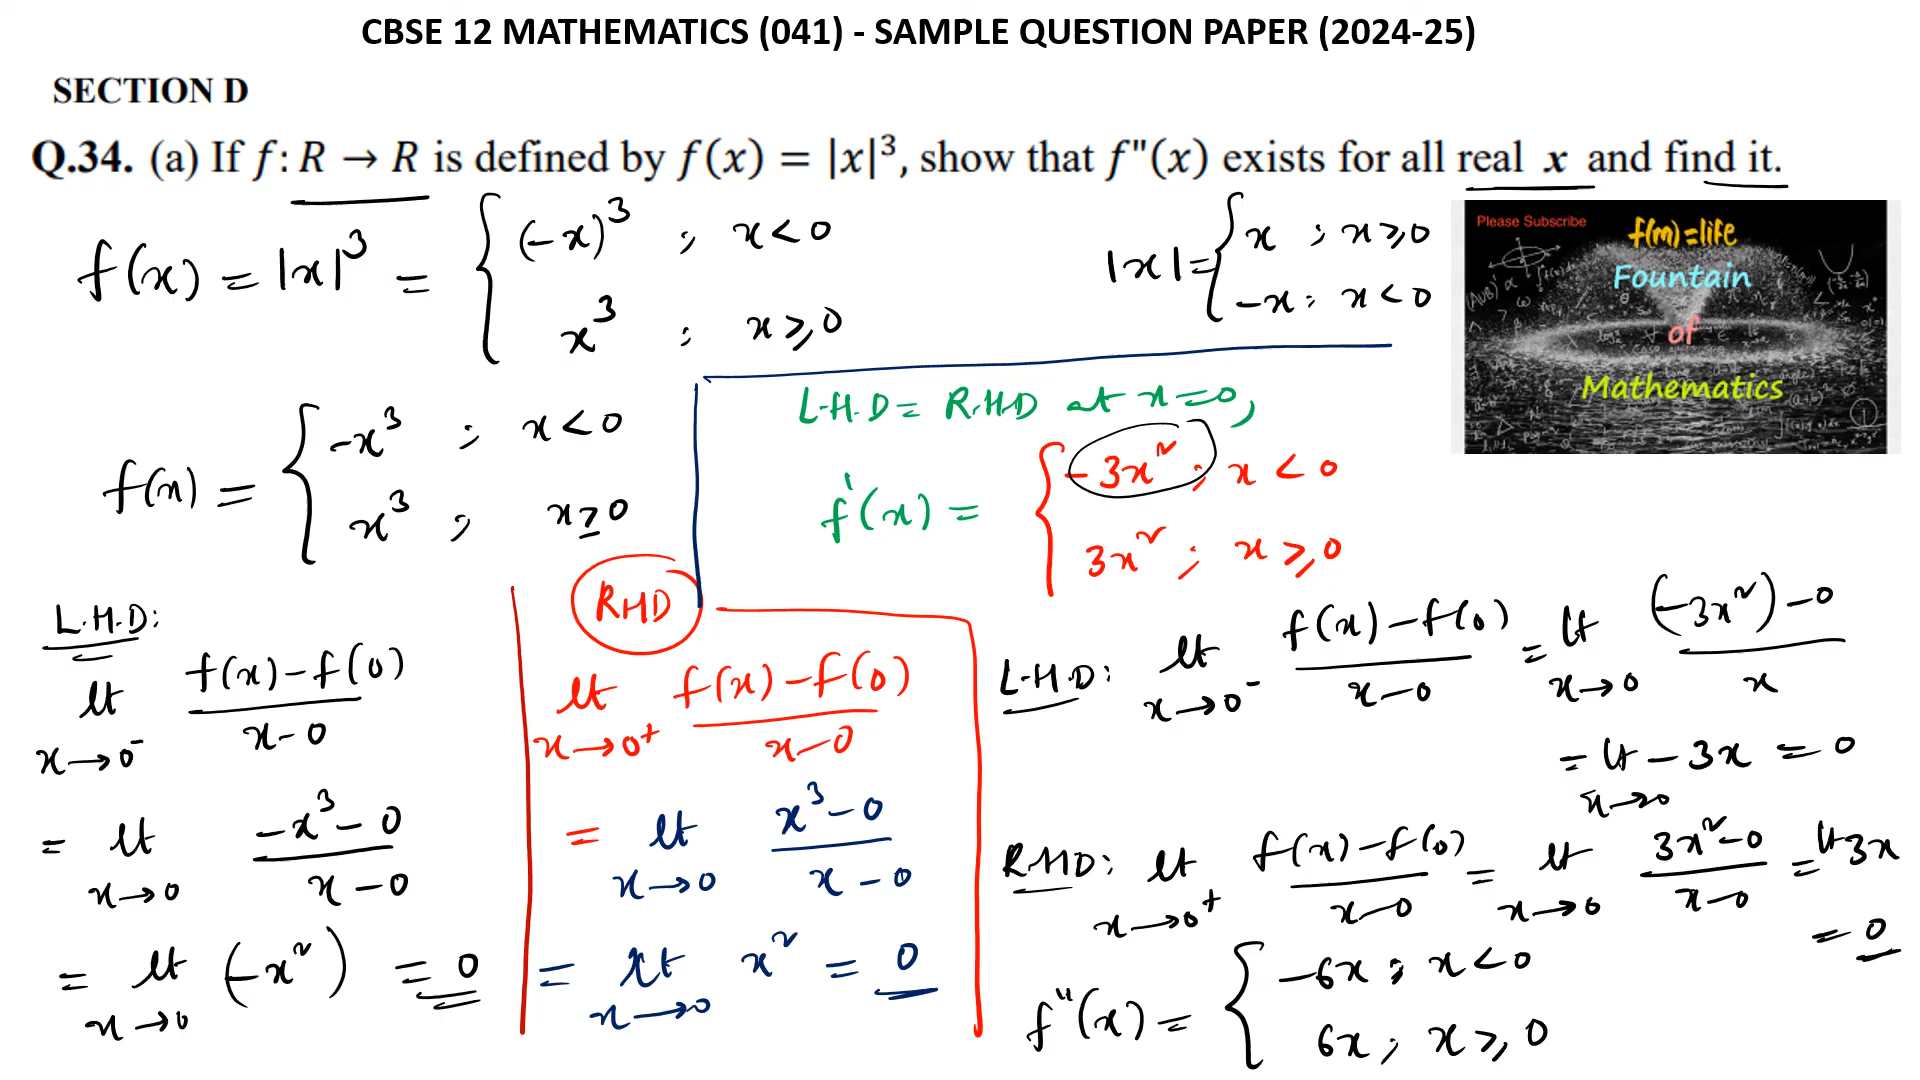 CBSE 12 MATHEMATICS (041) - SAMPLE QUESTION PAPER (2024-25)
SECTION D
Q.34. (a) If f: R → R is defined by f(x) = |x|³, show that f"(x) exists for all real x and find it.
f(x) = |x|³ = { (-x)³ ; x<0
x³ ; x≥0
|x| = { x ; x≥0
-x ; x<0
Please Subscribe
f(m)=life
Fountain
of
Mathematics
f(x) = { -x³ ; x<0
x³ ; x≥0
L.H.D = R.H.D at x=0,
f'(x) = { -3x² ; x<0
3x² ; x≥0
L.H.D:
lt x→0⁻ (f(x)-f(0))/(x-0)
= lt x→0 (-x³-0)/(x-0)
= lt x→0 (-x²) = 0
RHD
lt x→0⁺ (f(x)-f(0))/(x-0)
= lt x→0 (x³-0)/(x-0)
= lt x→0 x² = 0
L.H.D: lt x→0⁻ (f(x)-f(0))/(x-0) = lt x→0 ((-3x²)-0)/x
= lt x→0 -3x = 0
RHD: lt x→0⁺ (f(x)-f(0))/(x-0) = lt x→0 (3x²-0)/(x-0) = lt 3x
= 0
f"(x) = { -6x ; x<0
6x ; x≥0